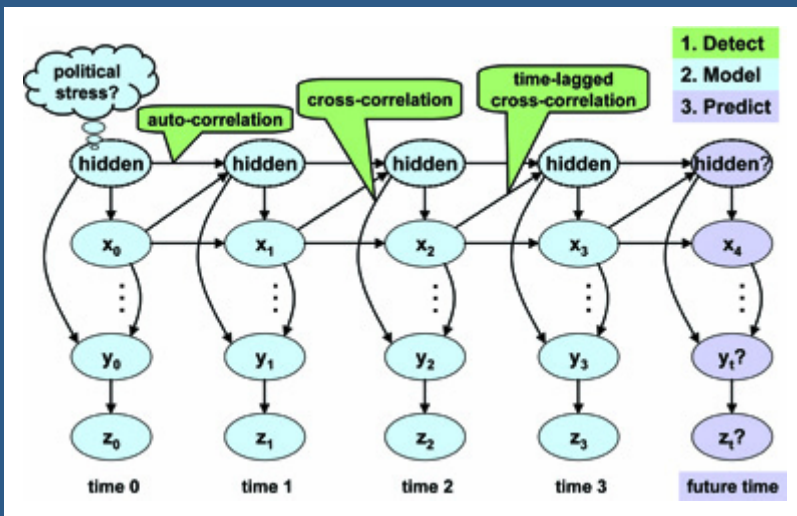 political
stress?
auto-correlation
cross-correlation
time-lagged
cross-correlation
1. Detect
2. Model
3. Predict
hidden
hidden
hidden
hidden
hidden?
x₀
x₁
x₂
x₃
x₄
y₀
y₁
y₂
y₃
yₜ?
z₀
z₁
z₂
z₃
zₜ?
time 0
time 1
time 2
time 3
future time